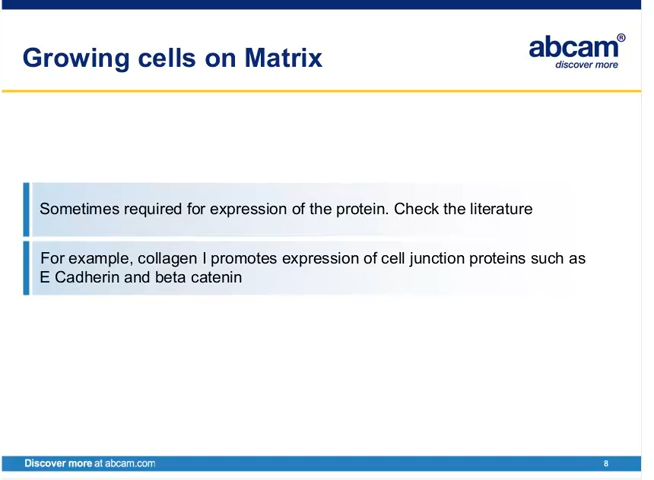 Growing cells on Matrix
abcam®
discover more
Sometimes required for expression of the protein. Check the literature
For example, collagen I promotes expression of cell junction proteins such as
E Cadherin and beta catenin
Discover more at abcam.com
8